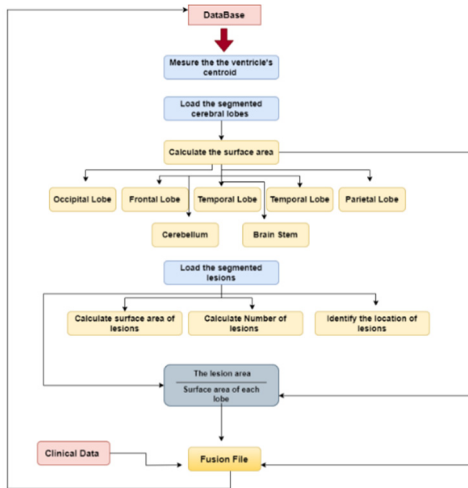 DataBase
Mesure the the ventricle's
centroid
Load the segmented
cerebral lobes
Calculate the surface area
Occipital Lobe
Frontal Lobe
Temporal Lobe
Temporal Lobe
Parietal Lobe
Cerebellum
Brain Stem
Load the segmented
lesions
Calculate surface area of
lesions
Calculate Number of
lesions
Identify the location of
lesions
The lesion area
Surface area of each
lobe
Clinical Data
Fusion File